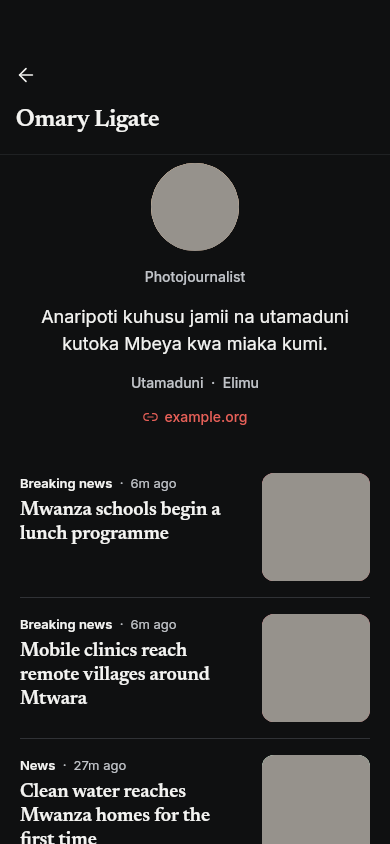 Omary Ligate
Photojournalist
Anaripoti kuhusu jamii na utamaduni
kutoka Mbeya kwa miaka kumi.
Utamaduni · Elimu
example.org
Breaking news · 6m ago
Mwanza schools begin a
lunch programme
Breaking news · 6m ago
Mobile clinics reach
remote villages around
Mtwara
News · 27m ago
Clean water reaches
Mwanza homes for the
first time